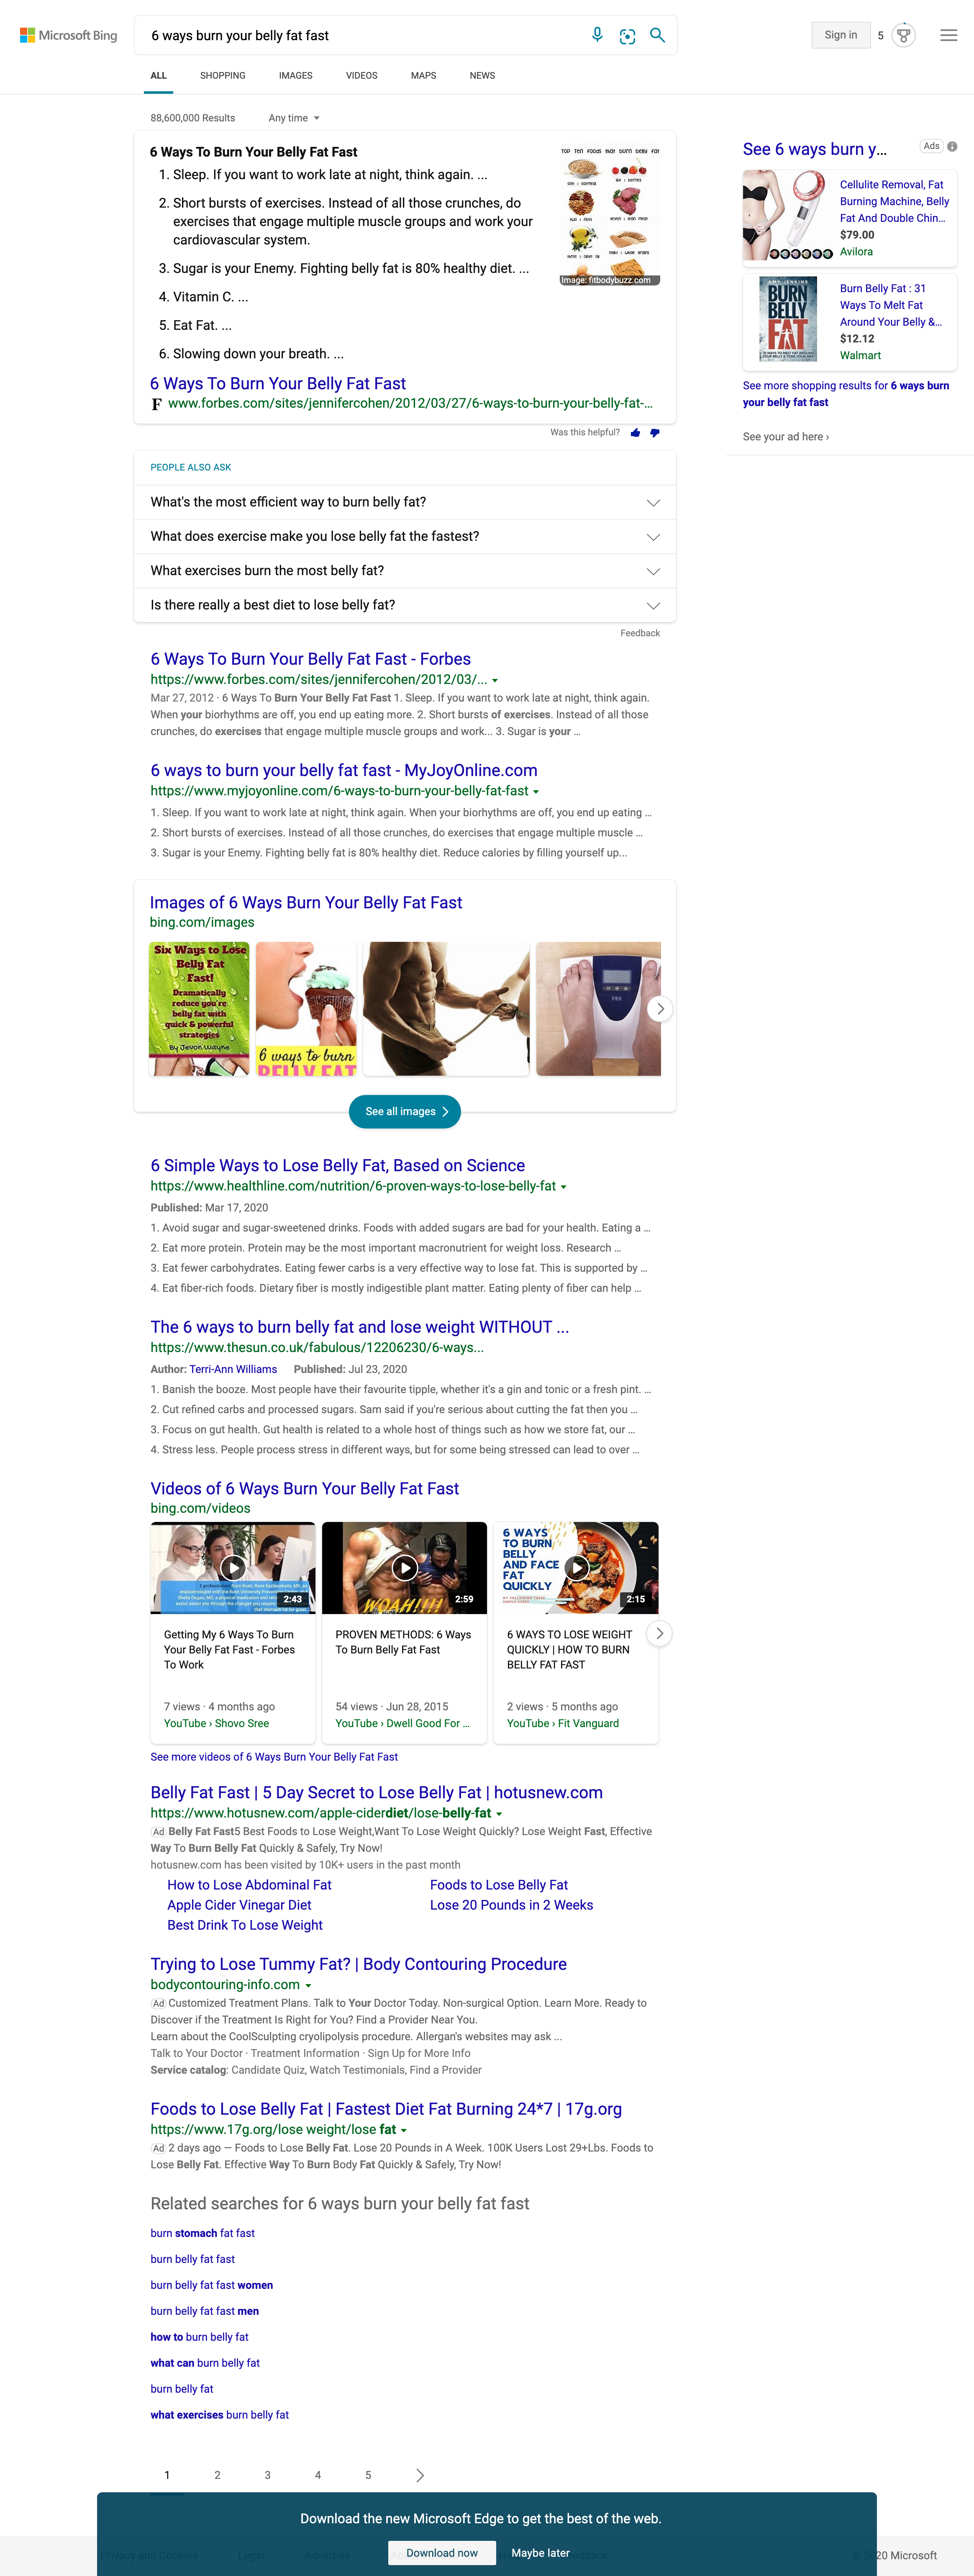 Microsoft Bing
6 ways burn your belly fat fast
Sign in
5
ALL
SHOPPING
IMAGES
VIDEOS
MAPS
NEWS
88,600,000 Results
Any time
6 Ways To Burn Your Belly Fat Fast
1. Sleep. If you want to work late at night, think again. ...
2. Short bursts of exercises. Instead of all those crunches, do
exercises that engage multiple muscle groups and work your
cardiovascular system.
3. Sugar is your Enemy. Fighting belly fat is 80% healthy diet. ...
4. Vitamin C. ...
5. Eat Fat. ...
6. Slowing down your breath. ...
TOP TEN FOODS THAT BURN BELLY FAT
Image: fitbodybuzz.com
6 Ways To Burn Your Belly Fat Fast
F www.forbes.com/sites/jennifercohen/2012/03/27/6-ways-to-burn-your-belly-fat-...
Was this helpful?
See 6 ways burn y...
Ads
Cellulite Removal, Fat
Burning Machine, Belly
Fat And Double Chin...
$79.00
Avilora
BURN
BELLY
FAT
Burn Belly Fat : 31
Ways To Melt Fat
Around Your Belly &...
$12.12
Walmart
See more shopping results for 6 ways burn
your belly fat fast
See your ad here ›
PEOPLE ALSO ASK
What's the most efficient way to burn belly fat?
What does exercise make you lose belly fat the fastest?
What exercises burn the most belly fat?
Is there really a best diet to lose belly fat?
Feedback
6 Ways To Burn Your Belly Fat Fast - Forbes
https://www.forbes.com/sites/jennifercohen/2012/03/...
Mar 27, 2012 · 6 Ways To Burn Your Belly Fat Fast 1. Sleep. If you want to work late at night, think again.
When your biorhythms are off, you end up eating more. 2. Short bursts of exercises. Instead of all those
crunches, do exercises that engage multiple muscle groups and work... 3. Sugar is your ...
6 ways to burn your belly fat fast - MyJoyOnline.com
https://www.myjoyonline.com/6-ways-to-burn-your-belly-fat-fast
1. Sleep. If you want to work late at night, think again. When your biorhythms are off, you end up eating ...
2. Short bursts of exercises. Instead of all those crunches, do exercises that engage multiple muscle ...
3. Sugar is your Enemy. Fighting belly fat is 80% healthy diet. Reduce calories by filling yourself up...
Images of 6 Ways Burn Your Belly Fat Fast
bing.com/images
Six Ways to Lose
Belly Fat
Fast!
Dramatically
reduce you're
belly fat with
quick & powerful
strategies
By Jevon Wayne
6 ways to burn
BELLY FAT
See all images
6 Simple Ways to Lose Belly Fat, Based on Science
https://www.healthline.com/nutrition/6-proven-ways-to-lose-belly-fat
Published: Mar 17, 2020
1. Avoid sugar and sugar-sweetened drinks. Foods with added sugars are bad for your health. Eating a ...
2. Eat more protein. Protein may be the most important macronutrient for weight loss. Research ...
3. Eat fewer carbohydrates. Eating fewer carbs is a very effective way to lose fat. This is supported by ...
4. Eat fiber-rich foods. Dietary fiber is mostly indigestible plant matter. Eating plenty of fiber can help ...
The 6 ways to burn belly fat and lose weight WITHOUT ...
https://www.thesun.co.uk/fabulous/12206230/6-ways...
Author: Terri-Ann Williams Published: Jul 23, 2020
1. Banish the booze. Most people have their favourite tipple, whether it's a gin and tonic or a fresh pint. ...
2. Cut refined carbs and processed sugars. Sam said if you're serious about cutting the fat then you ...
3. Focus on gut health. Gut health is related to a whole host of things such as how we store fat, our ...
4. Stress less. People process stress in different ways, but for some being stressed can lead to over ...
Videos of 6 Ways Burn Your Belly Fat Fast
bing.com/videos
2:43
WOAH!!!!
2:59
6 WAYS
TO BURN
BELLY
AND FACE
FAT
QUICKLY
2:15
Getting My 6 Ways To Burn
Your Belly Fat Fast - Forbes
To Work
7 views · 4 months ago
YouTube › Shovo Sree
PROVEN METHODS: 6 Ways
To Burn Belly Fat Fast
54 views · Jun 28, 2015
YouTube › Dwell Good For ...
6 WAYS TO LOSE WEIGHT
QUICKLY | HOW TO BURN
BELLY FAT FAST
2 views · 5 months ago
YouTube › Fit Vanguard
See more videos of 6 Ways Burn Your Belly Fat Fast
Belly Fat Fast | 5 Day Secret to Lose Belly Fat | hotusnew.com
https://www.hotusnew.com/apple-ciderdiet/lose-belly-fat
Ad Belly Fat Fast5 Best Foods to Lose Weight,Want To Lose Weight Quickly? Lose Weight Fast, Effective
Way To Burn Belly Fat Quickly & Safely, Try Now!
hotusnew.com has been visited by 10K+ users in the past month
How to Lose Abdominal Fat
Foods to Lose Belly Fat
Apple Cider Vinegar Diet
Lose 20 Pounds in 2 Weeks
Best Drink To Lose Weight
Trying to Lose Tummy Fat? | Body Contouring Procedure
bodycontouring-info.com
Ad Customized Treatment Plans. Talk to Your Doctor Today. Non-surgical Option. Learn More. Ready to
Discover if the Treatment Is Right for You? Find a Provider Near You.
Learn about the CoolSculpting cryolipolysis procedure. Allergan's websites may ask ...
Talk to Your Doctor · Treatment Information · Sign Up for More Info
Service catalog: Candidate Quiz, Watch Testimonials, Find a Provider
Foods to Lose Belly Fat | Fastest Diet Fat Burning 24*7 | 17g.org
https://www.17g.org/lose weight/lose fat
Ad 2 days ago — Foods to Lose Belly Fat. Lose 20 Pounds in A Week. 100K Users Lost 29+Lbs. Foods to
Lose Belly Fat. Effective Way To Burn Body Fat Quickly & Safely, Try Now!
Related searches for 6 ways burn your belly fat fast
burn stomach fat fast
burn belly fat fast
burn belly fat fast women
burn belly fat fast men
how to burn belly fat
what can burn belly fat
burn belly fat
what exercises burn belly fat
1
2
3
4
5
Download the new Microsoft Edge to get the best of the web.
Download now
Maybe later
Privacy and Cookies
Legal
Advertise
20 Microsoft